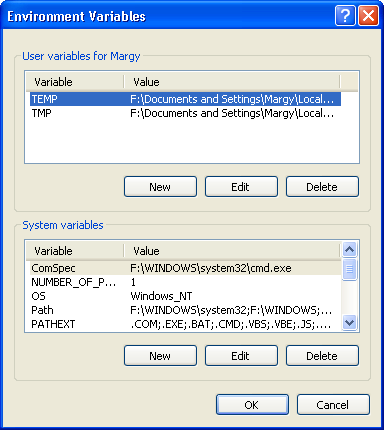 Environment Variables
User variables for Margy
Variable Value
TEMP F:\Documents and Settings\Margy\Local...
TMP F:\Documents and Settings\Margy\Local...
New Edit Delete
System variables
Variable Value
ComSpec F:\WINDOWS\system32\cmd.exe
NUMBER_OF_P... 1
OS Windows_NT
Path F:\WINDOWS\system32;F:\WINDOWS;...
PATHEXT .COM;.EXE;.BAT;.CMD;.VBS;.VBE;.JS;....
New Edit Delete
OK Cancel